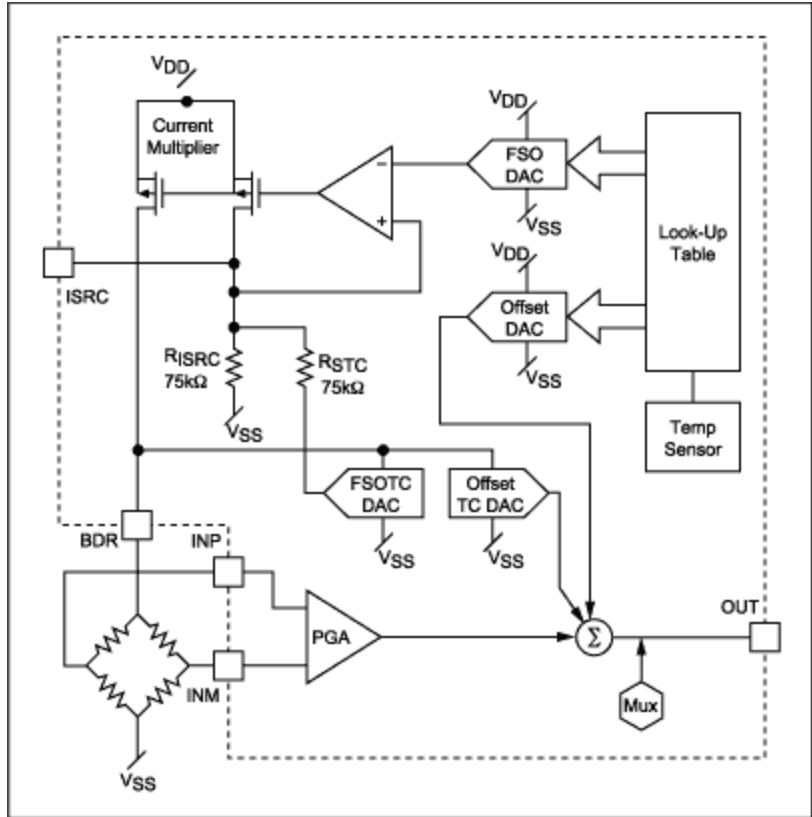 VDD
Current
Multiplier
VDD
FSO
DAC
VSS
Look-Up
Table
−
+
ISRC
VDD
Offset
DAC
VSS
RISRC
75kΩ
RSTC
75kΩ
VSS
Temp
Sensor
FSOTC
DAC
Offset
TC DAC
VSS
VSS
BDR
INP
OUT
PGA
Σ
INM
Mux
VSS